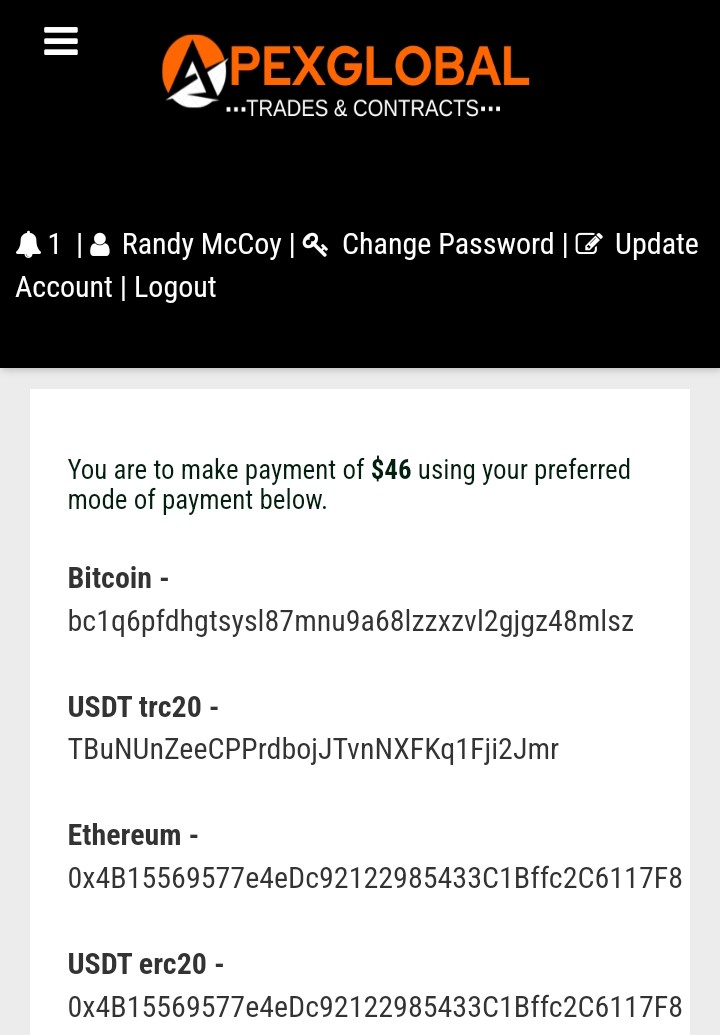 APEXGLOBAL
···TRADES & CONTRACTS···
1 | Randy McCoy | Change Password | Update
Account | Logout
You are to make payment of $46 using your preferred
mode of payment below.
Bitcoin -
bc1q6pfdhgtsysl87mnu9a68lzzxzvl2gjgz48mlsz
USDT trc20 -
TBuNUnZeeCPPrdbojJTvnNXFKq1Fji2Jmr
Ethereum -
0x4B15569577e4eDc92122985433C1Bffc2C6117F8
USDT erc20 -
0x4B15569577e4eDc92122985433C1Bffc2C6117F8